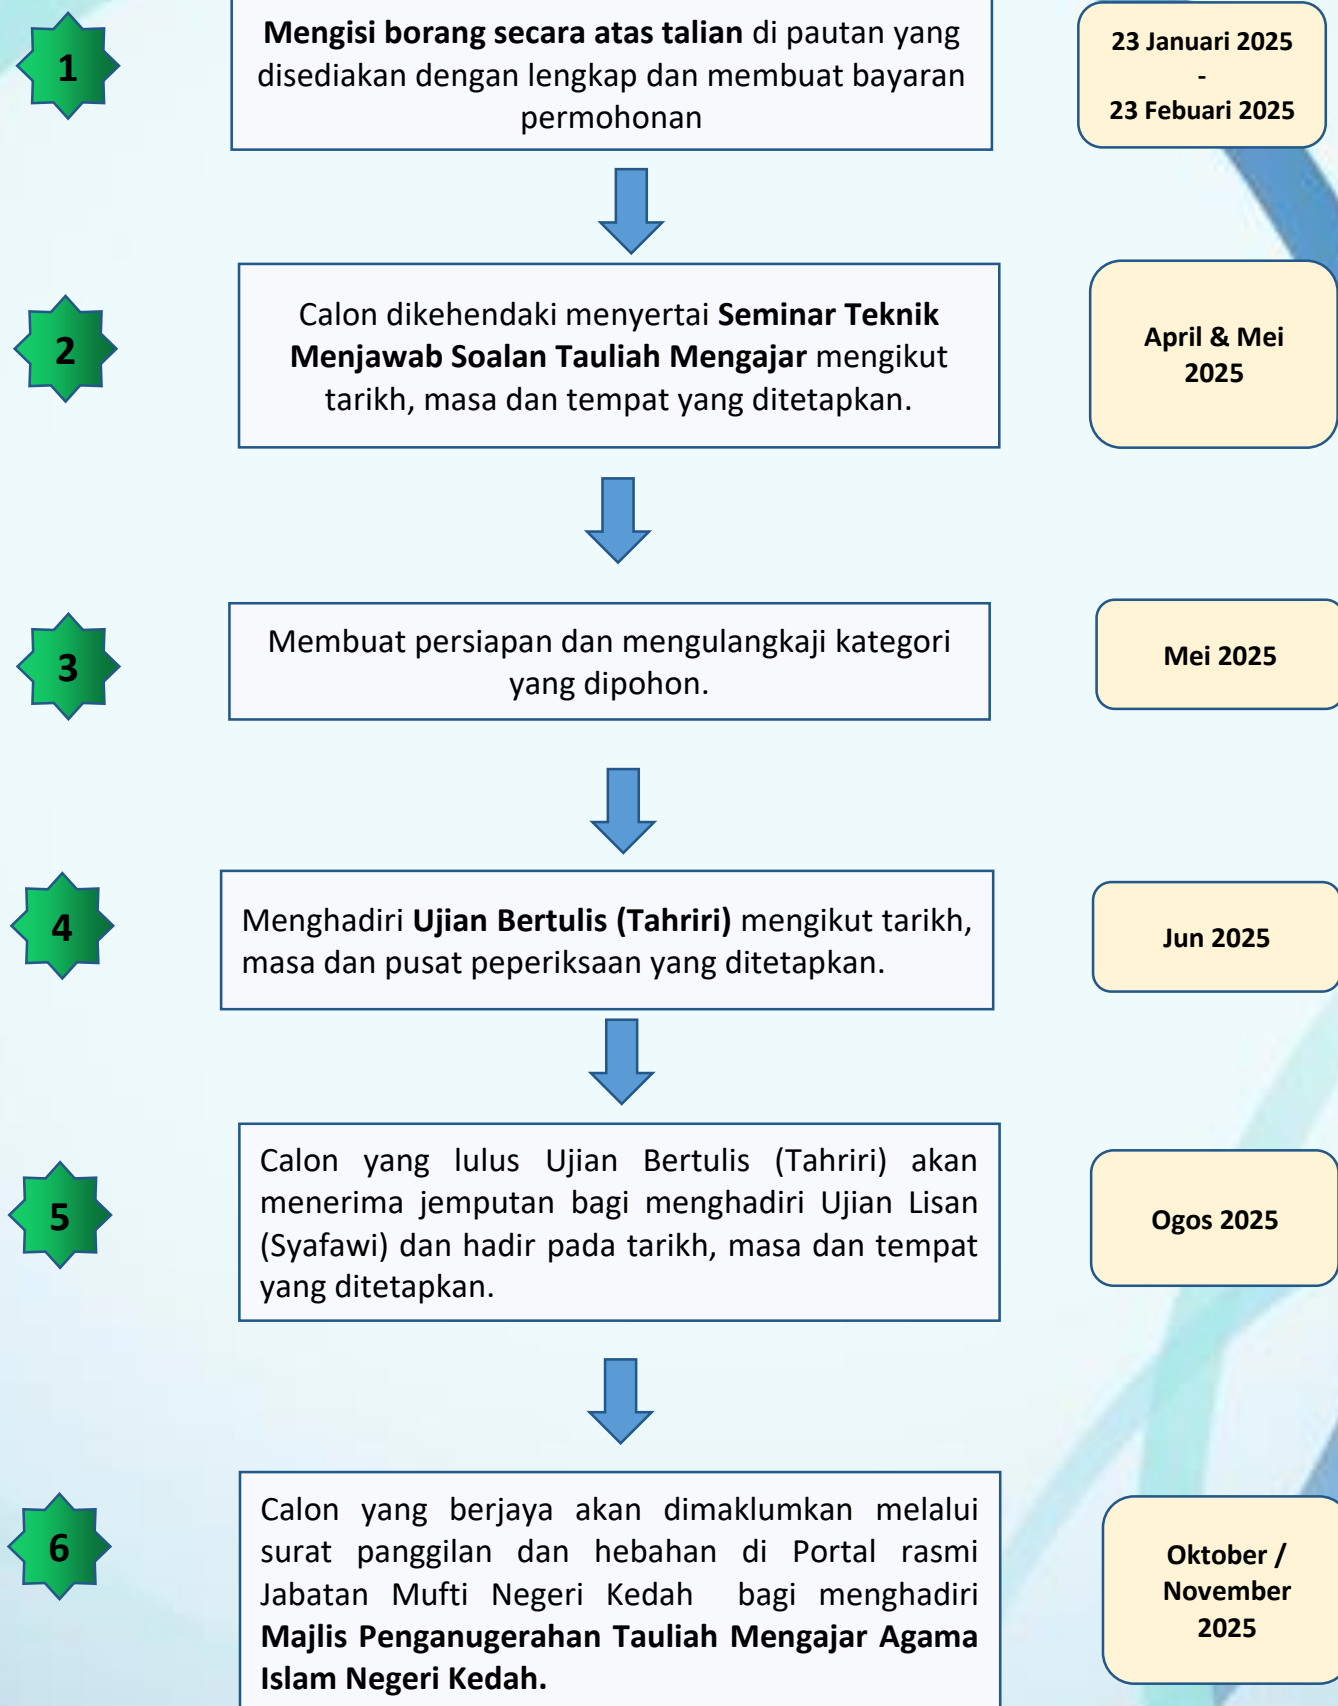 1
Mengisi borang secara atas talian di pautan yang
disediakan dengan lengkap dan membuat bayaran
permohonan
23 Januari 2025
-
23 Febuari 2025
2
Calon dikehendaki menyertai Seminar Teknik
Menjawab Soalan Tauliah Mengajar mengikut
tarikh, masa dan tempat yang ditetapkan.
April & Mei
2025
3
Membuat persiapan dan mengulangkaji kategori
yang dipohon.
Mei 2025
4
Menghadiri Ujian Bertulis (Tahriri) mengikut tarikh,
masa dan pusat peperiksaan yang ditetapkan.
Jun 2025
5
Calon yang lulus Ujian Bertulis (Tahriri) akan
menerima jemputan bagi menghadiri Ujian Lisan
(Syafawi) dan hadir pada tarikh, masa dan tempat
yang ditetapkan.
Ogos 2025
6
Calon yang berjaya akan dimaklumkan melalui
surat panggilan dan hebahan di Portal rasmi
Jabatan Mufti Negeri Kedah bagi menghadiri
Majlis Penganugerahan Tauliah Mengajar Agama
Islam Negeri Kedah.
Oktober /
November
2025